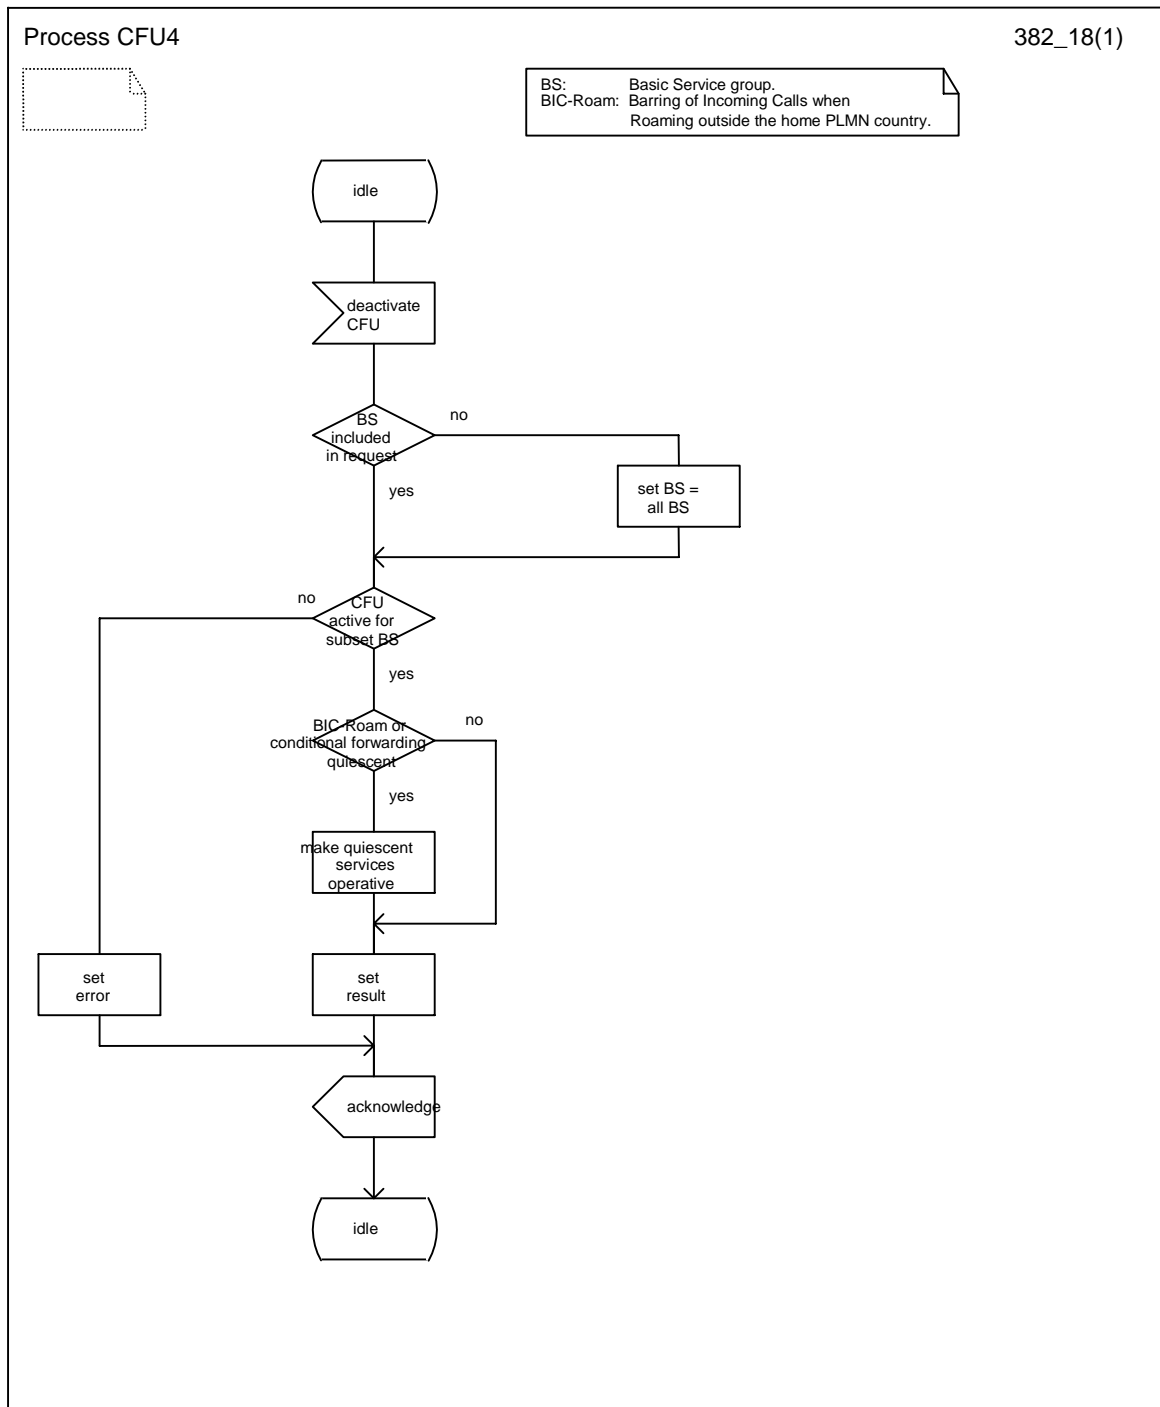 Process CFU4
382_18(1)
BS: Basic Service group.
BIC-Roam: Barring of Incoming Calls when
Roaming outside the home PLMN country.
idle
deactivate
CFU
BS
included
in request
no
yes
set BS =
all BS
no
CFU
active for
subset BS
yes
BIC-Roam or
conditional forwarding
quiescent
no
yes
make quiescent
services
operative
set
error
set
result
acknowledge
idle